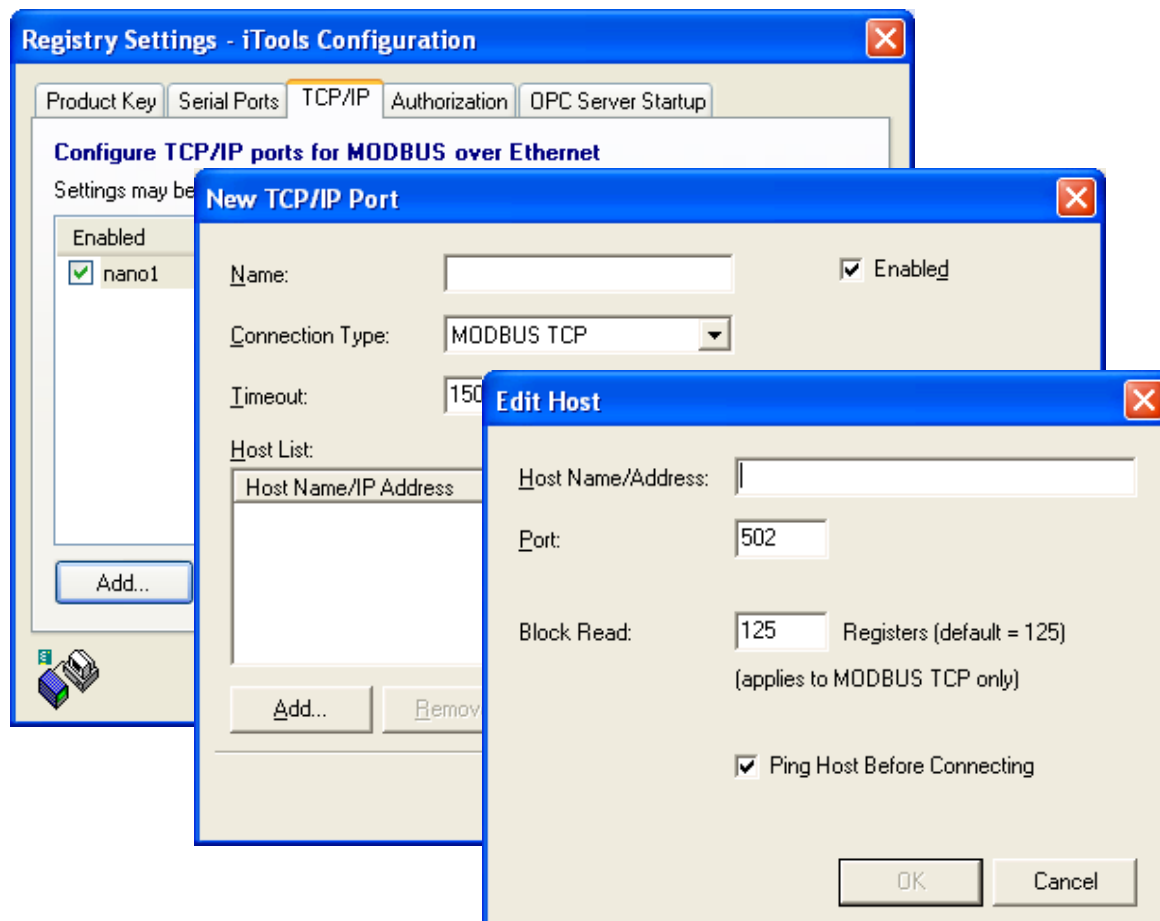 Registry Settings - iTools Configuration
Product Key Serial Ports TCP/IP Authorization OPC Server Startup
Configure TCP/IP ports for MODBUS over Ethernet
Settings may be
Enabled
nano1
Add...
New TCP/IP Port
Name:
Enabled
Connection Type: MODBUS TCP
Timeout: 150
Host List:
Host Name/IP Address
Add... Remov
Edit Host
Host Name/Address:
Port: 502
Block Read: 125 Registers (default = 125)
(applies to MODBUS TCP only)
Ping Host Before Connecting
OK Cancel